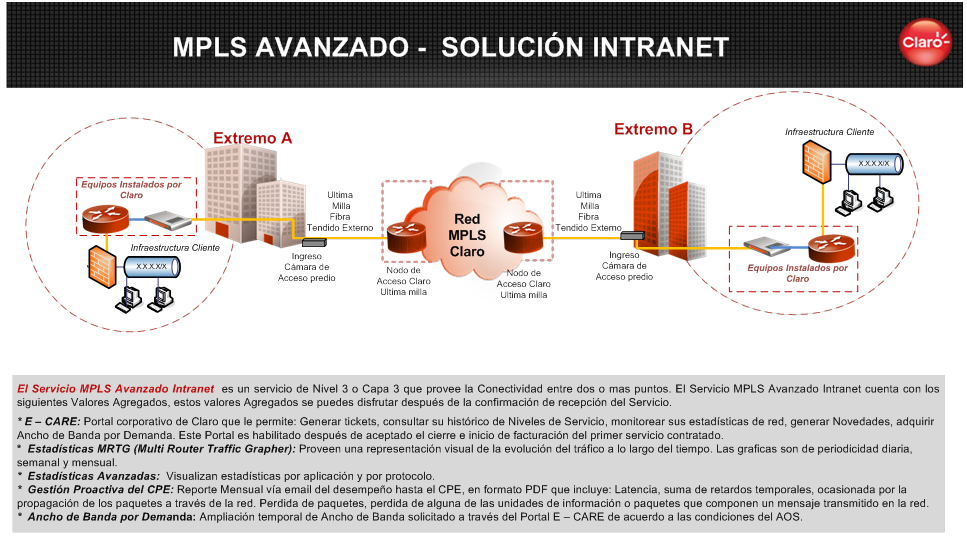 MPLS AVANZADO - SOLUCIÓN INTRANET
Claro
Extremo A
Equipos Instalados por
Claro
Infraestructura Cliente
X.X.X.X/X
Ultima
Milla
Fibra
Tendido Externo
Ingreso
Cámara de
Acceso predio
Red
MPLS
Claro
Nodo de
Acceso Claro
Ultima milla
Nodo de
Acceso Claro
Ultima milla
Ultima
Milla
Fibra
Tendido Externo
Ingreso
Cámara de
Acceso predio
Extremo B
Infraestructura Cliente
X.X.X.X/X
Equipos Instalados por
Claro
El Servicio MPLS Avanzado Intranet es un servicio de Nivel 3 o Capa 3 que provee la Conectividad entre dos o mas puntos. El Servicio MPLS Avanzado Intranet cuenta con los
siguientes Valores Agregados, estos valores Agregados se puedes disfrutar después de la confirmación de recepción del Servicio.
* E – CARE: Portal corporativo de Claro que le permite: Generar tickets, consultar su histórico de Niveles de Servicio, monitorear sus estadísticas de red, generar Novedades, adquirir
Ancho de Banda por Demanda. Este Portal es habilitado después de aceptado el cierre e inicio de facturación del primer servicio contratado.
* Estadísticas MRTG (Multi Router Traffic Grapher): Proveen una representación visual de la evolución del tráfico a lo largo del tiempo. Las graficas son de periodicidad diaria,
semanal y mensual.
* Estadísticas Avanzadas: Visualizan estadísticas por aplicación y por protocolo.
* Gestión Proactiva del CPE: Reporte Mensual vía email del desempeño hasta el CPE, en formato PDF que incluye: Latencia, suma de retardos temporales, ocasionada por la
propagación de los paquetes a través de la red. Perdida de paquetes, perdida de alguna de las unidades de información o paquetes que componen un mensaje transmitido en la red.
* Ancho de Banda por Demanda: Ampliación temporal de Ancho de Banda solicitado a través del Portal E – CARE de acuerdo a las condiciones del AOS.